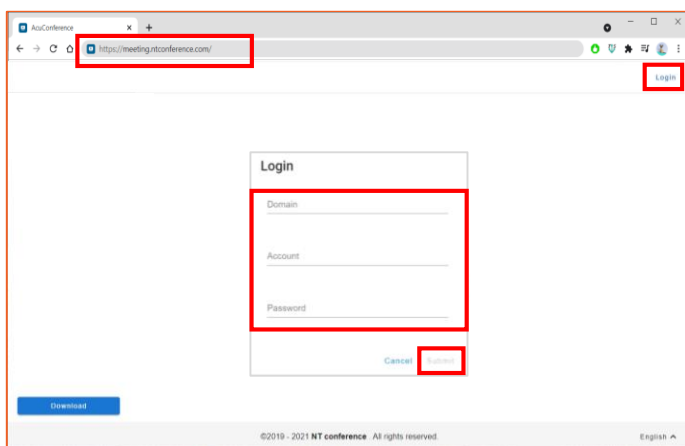 AcuConference
https://meeting.ntconference.com/
Login
Login
Domain
Account
Password
Cancel Submit
Download
©2019 - 2021 NT conference . All rights reserved.
English